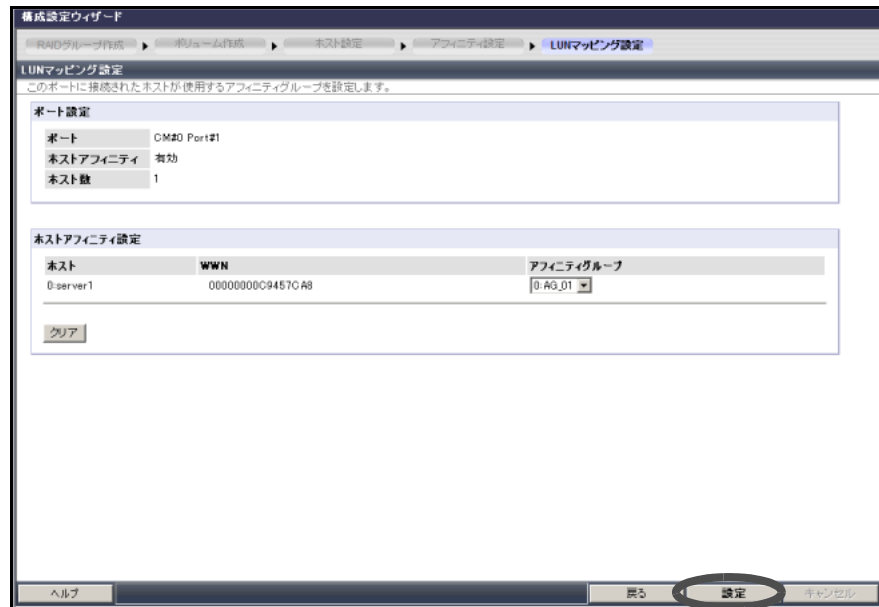 構成設定ウィザード
RAIDグループ作成 ボリューム作成 ホスト設定 アフィニティ設定 LUNマッピング設定
LUNマッピング設定
このポートに接続されたホストが使用するアフィニティグループを設定します。
ポート設定
ポート CM#0 Port#1
ホストアフィニティ 有効
ホスト数 1
ホストアフィニティ設定
ホスト WWN アフィニティグループ
0:server1 00000000C9457CA8 0:AG_01
クリア
ヘルプ 戻る 設定 キャンセル